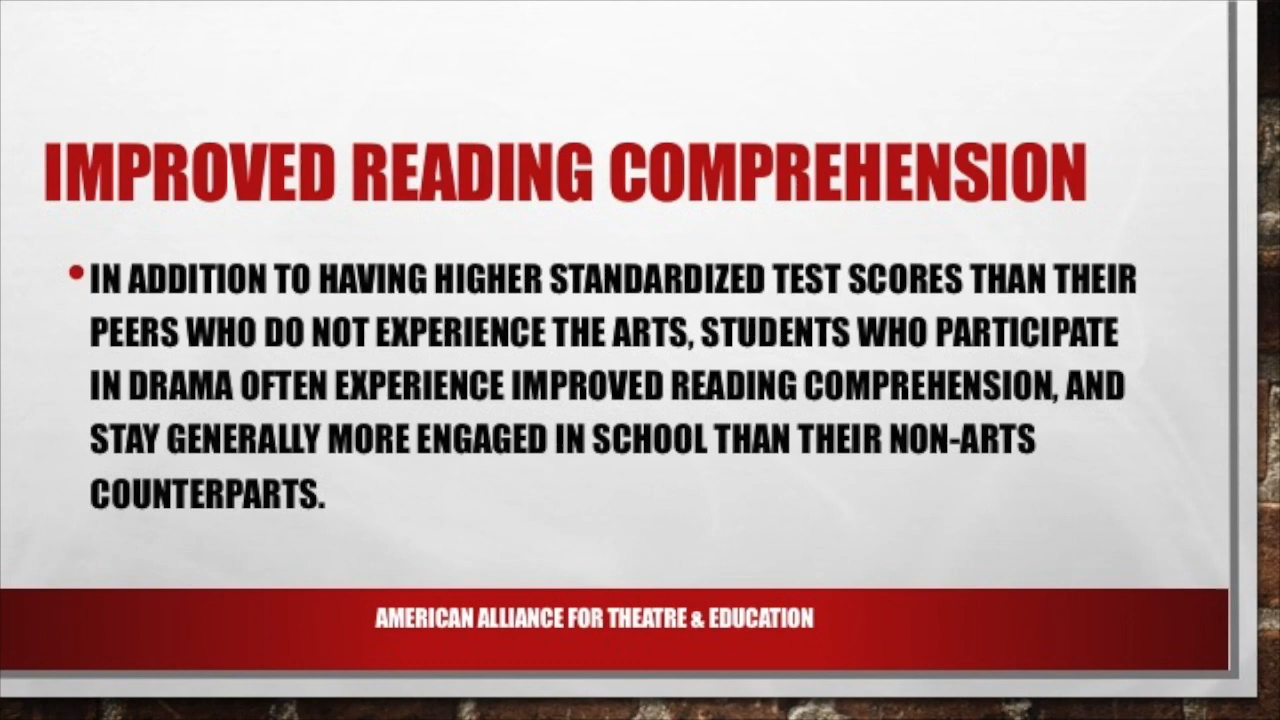 IMPROVED READING COMPREHENSION
• IN ADDITION TO HAVING HIGHER STANDARDIZED TEST SCORES THAN THEIR
PEERS WHO DO NOT EXPERIENCE THE ARTS, STUDENTS WHO PARTICIPATE
IN DRAMA OFTEN EXPERIENCE IMPROVED READING COMPREHENSION, AND
STAY GENERALLY MORE ENGAGED IN SCHOOL THAN THEIR NON-ARTS
COUNTERPARTS.
AMERICAN ALLIANCE FOR THEATRE & EDUCATION